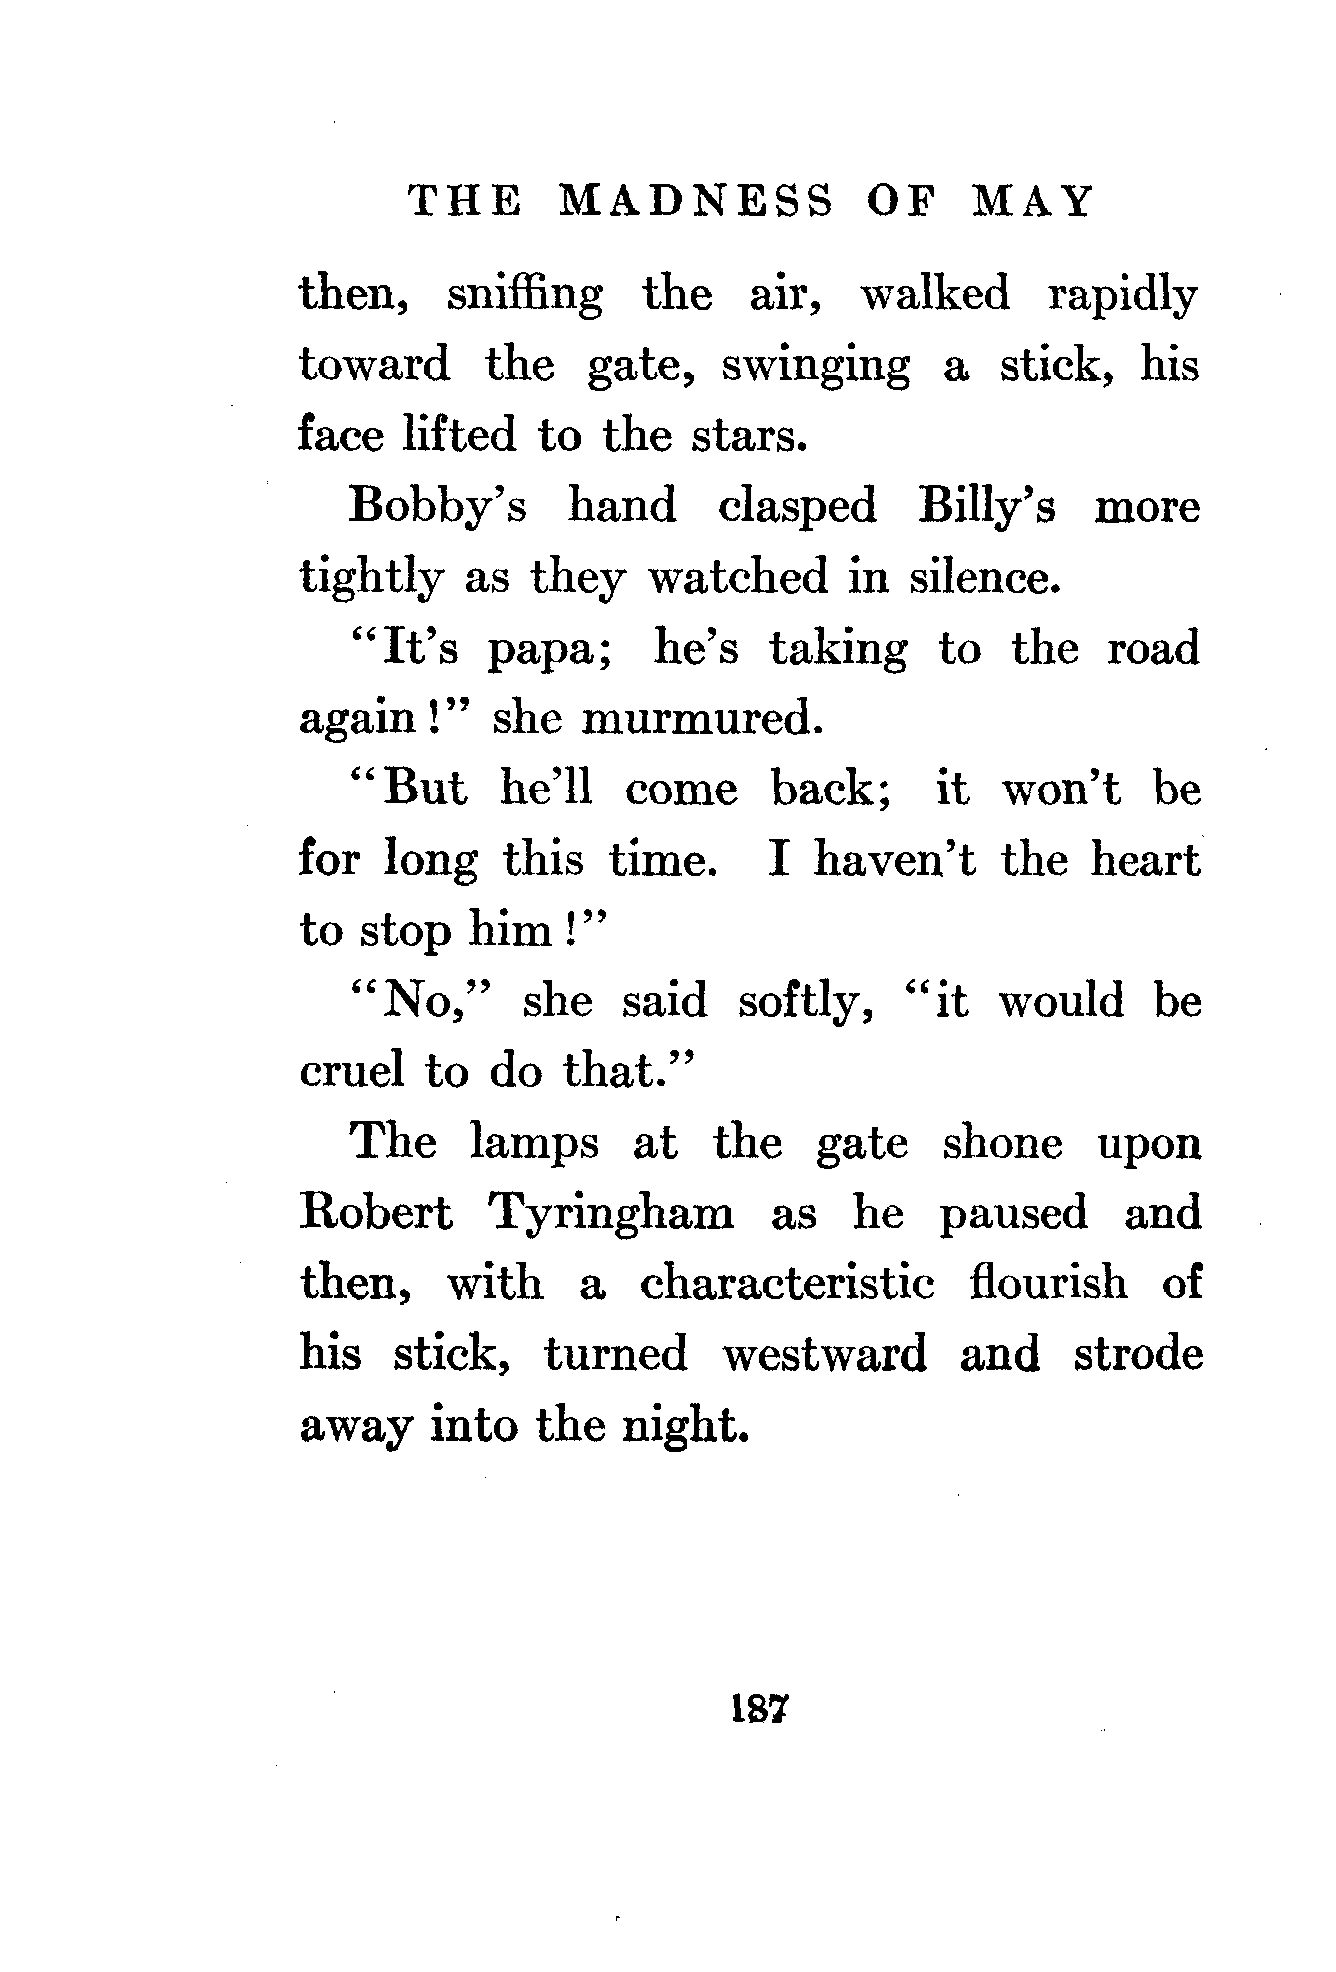 THE MADNESS OF MAY
then, sniffing the air, walked rapidly
toward the gate, swinging a stick, his
face lifted to the stars.
Bobby's hand clasped Billy's more
tightly as they watched in silence.
"It's papa; he's taking to the road
again!" she murmured.
"But he'll come back; it won't be
for long this time. I haven't the heart
to stop him!"
"No," she said softly, "it would be
cruel to do that."
The lamps at the gate shone upon
Robert Tyringham as he paused and
then, with a characteristic flourish of
his stick, turned westward and strode
away into the night.
187